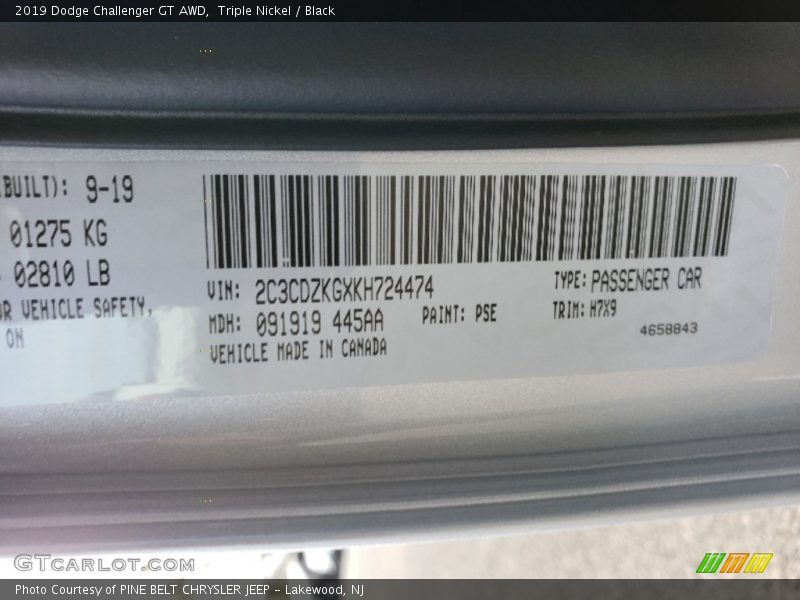 2019 Dodge Challenger GT AWD, Triple Nickel / Black
BUILT): 9-19
01275 KG
02810 LB
OR VEHICLE SAFETY,
ON
VIN: 2C3CDZKGXKH724474
TYPE: PASSENGER CAR
MDH: 091919 445AA
PAINT: PSE
TRIM: H7X9
VEHICLE MADE IN CANADA
4658843
GTCARLOT.COM
Photo Courtesy of PINE BELT CHRYSLER JEEP - Lakewood, NJ